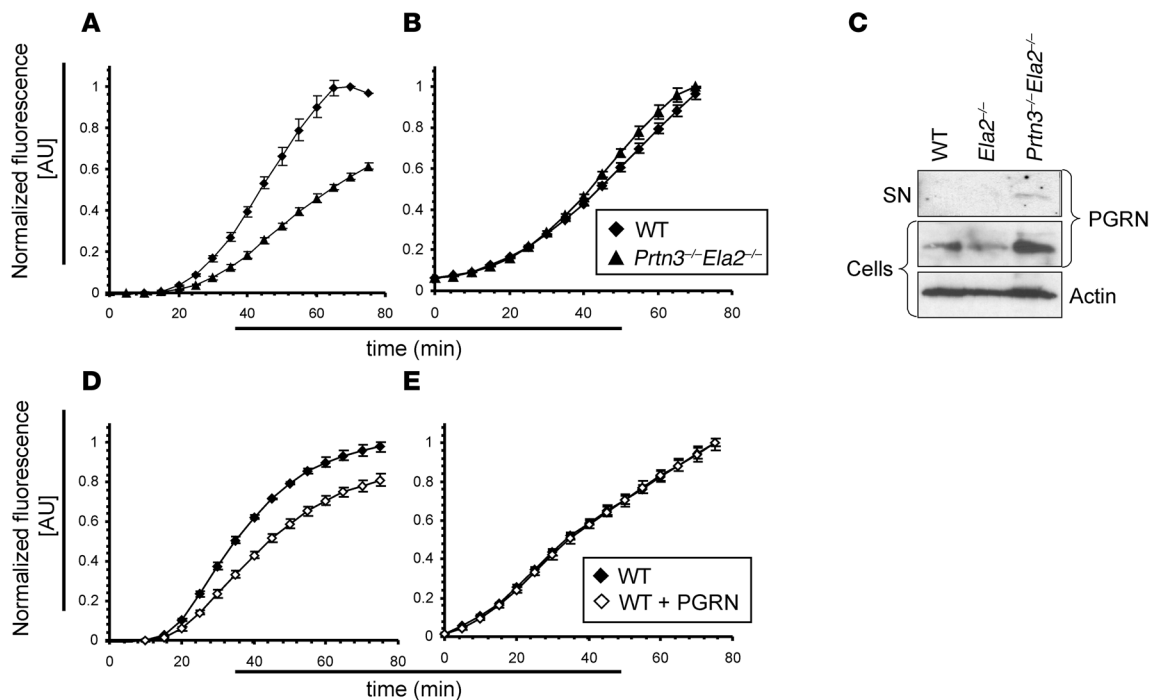 A
B
C
Normalized fluorescence
[AU]
1
0.8
0.6
0.4
0.2
0
0 20 40 60 80
1
0.8
0.6
0.4
0.2
0
0 20 40 60 80
WT
Prtn3–/–Ela2–/–
time (min)
WT
Ela2–/–
Prtn3–/–Ela2–/–
SN
PGRN
Cells
Actin
D
E
Normalized fluorescence
[AU]
1
0.8
0.6
0.4
0.2
0
0 20 40 60 80
1
0.8
0.6
0.4
0.2
0
0 20 40 60 80
WT
WT + PGRN
time (min)